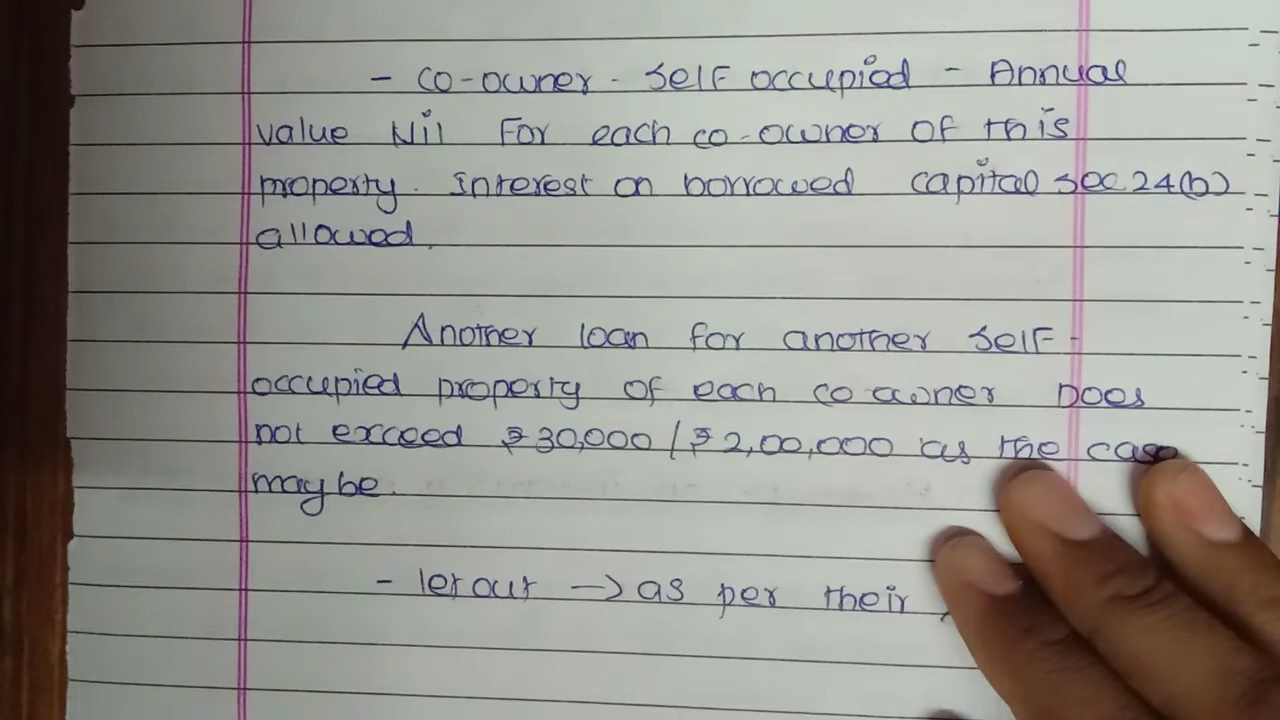 - co-owner - self occupied - Annual
value Nil For each co-owner of this
property. Interest on borrowed capital sec 24(b)
allowed.
Another loan for another self-
occupied property of each co-owner Does
not exceed ₹30,000/₹2,00,000 as the case
may be.
- let out → as per their